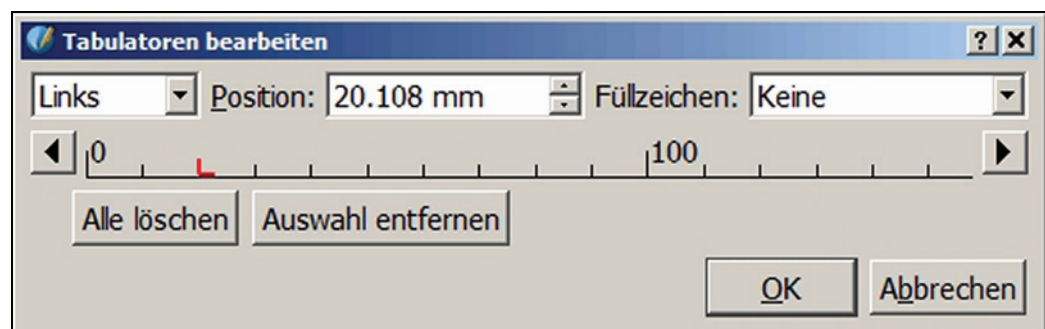 Tabulatoren bearbeiten
Links Position: 20.108 mm Füllzeichen: Keine
0 100
Alle löschen Auswahl entfernen
OK Abbrechen